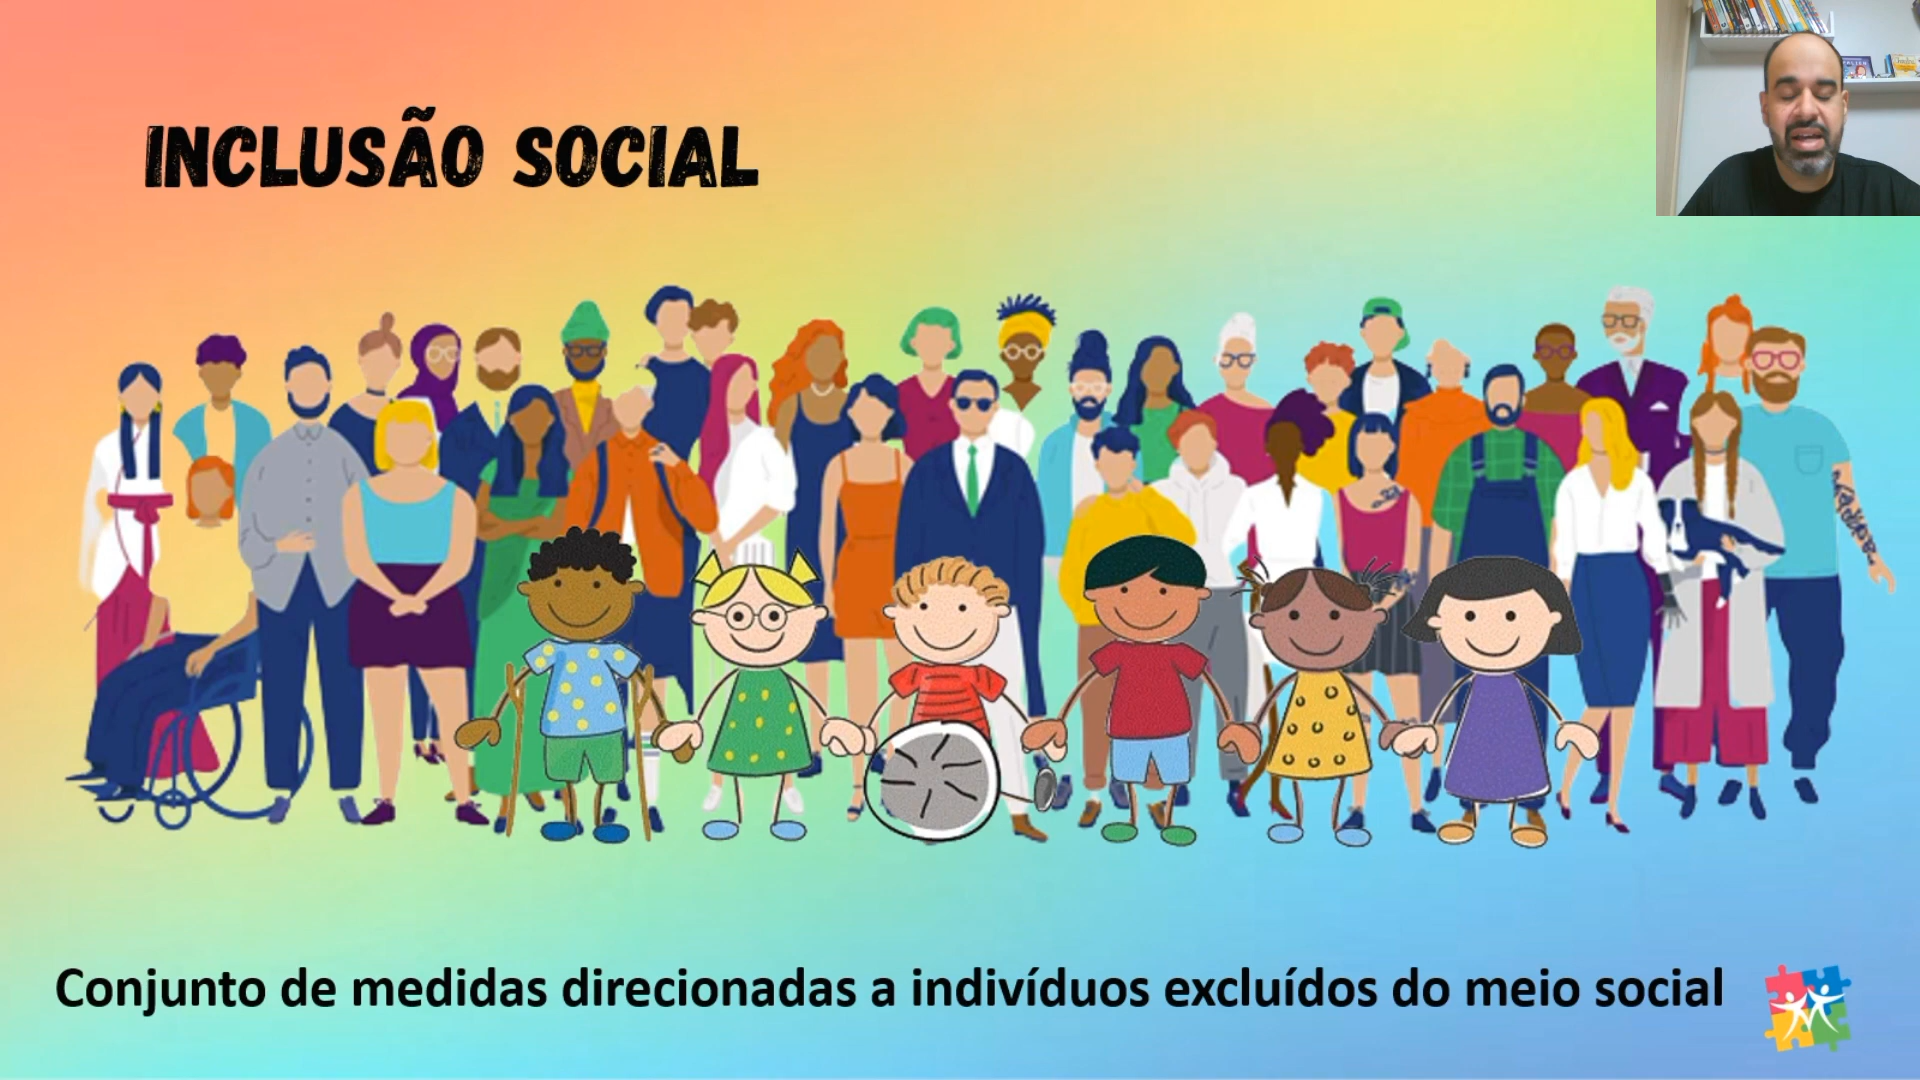 INCLUSÃO SOCIAL
Conjunto de medidas direcionadas a indivíduos excluídos do meio social